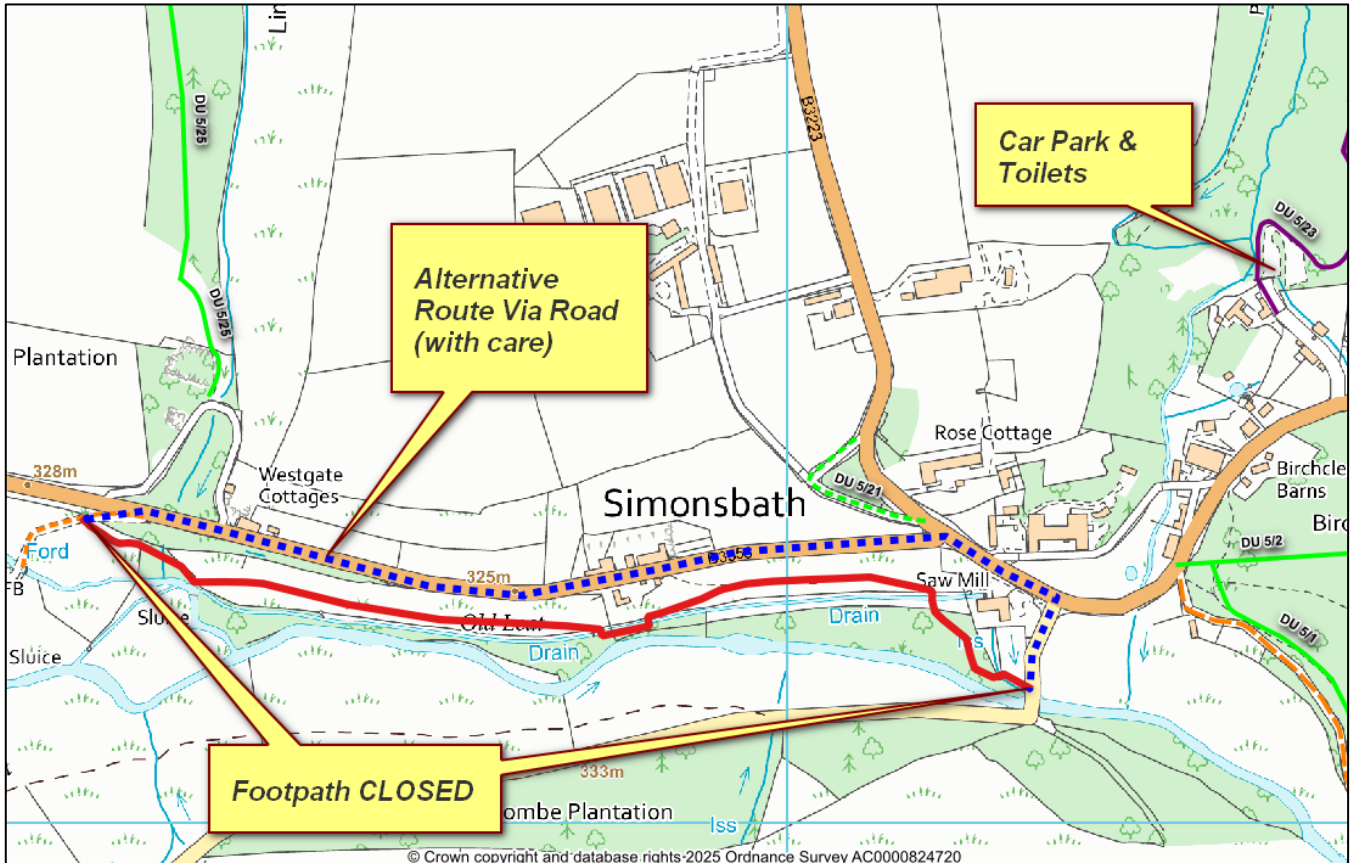 DU 5/25
DU 5/25
Plantation
328m
Westgate
Cottages
Ford
FB
Sluice
Sluice
Alternative
Route Via Road
(with care)
B3223
Car Park &
Toilets
DU 5/23
Rose Cottage
DU 5/21
Simonsbath
325m
Old Leat
Drain
Drain
Saw Mill
Iss
Birchcle
Barns
Birc
DU 5/2
DU 5/1
Footpath CLOSED
333m
ombe Plantation
Iss
© Crown copyright and database rights 2025 Ordnance Survey AC0000824720